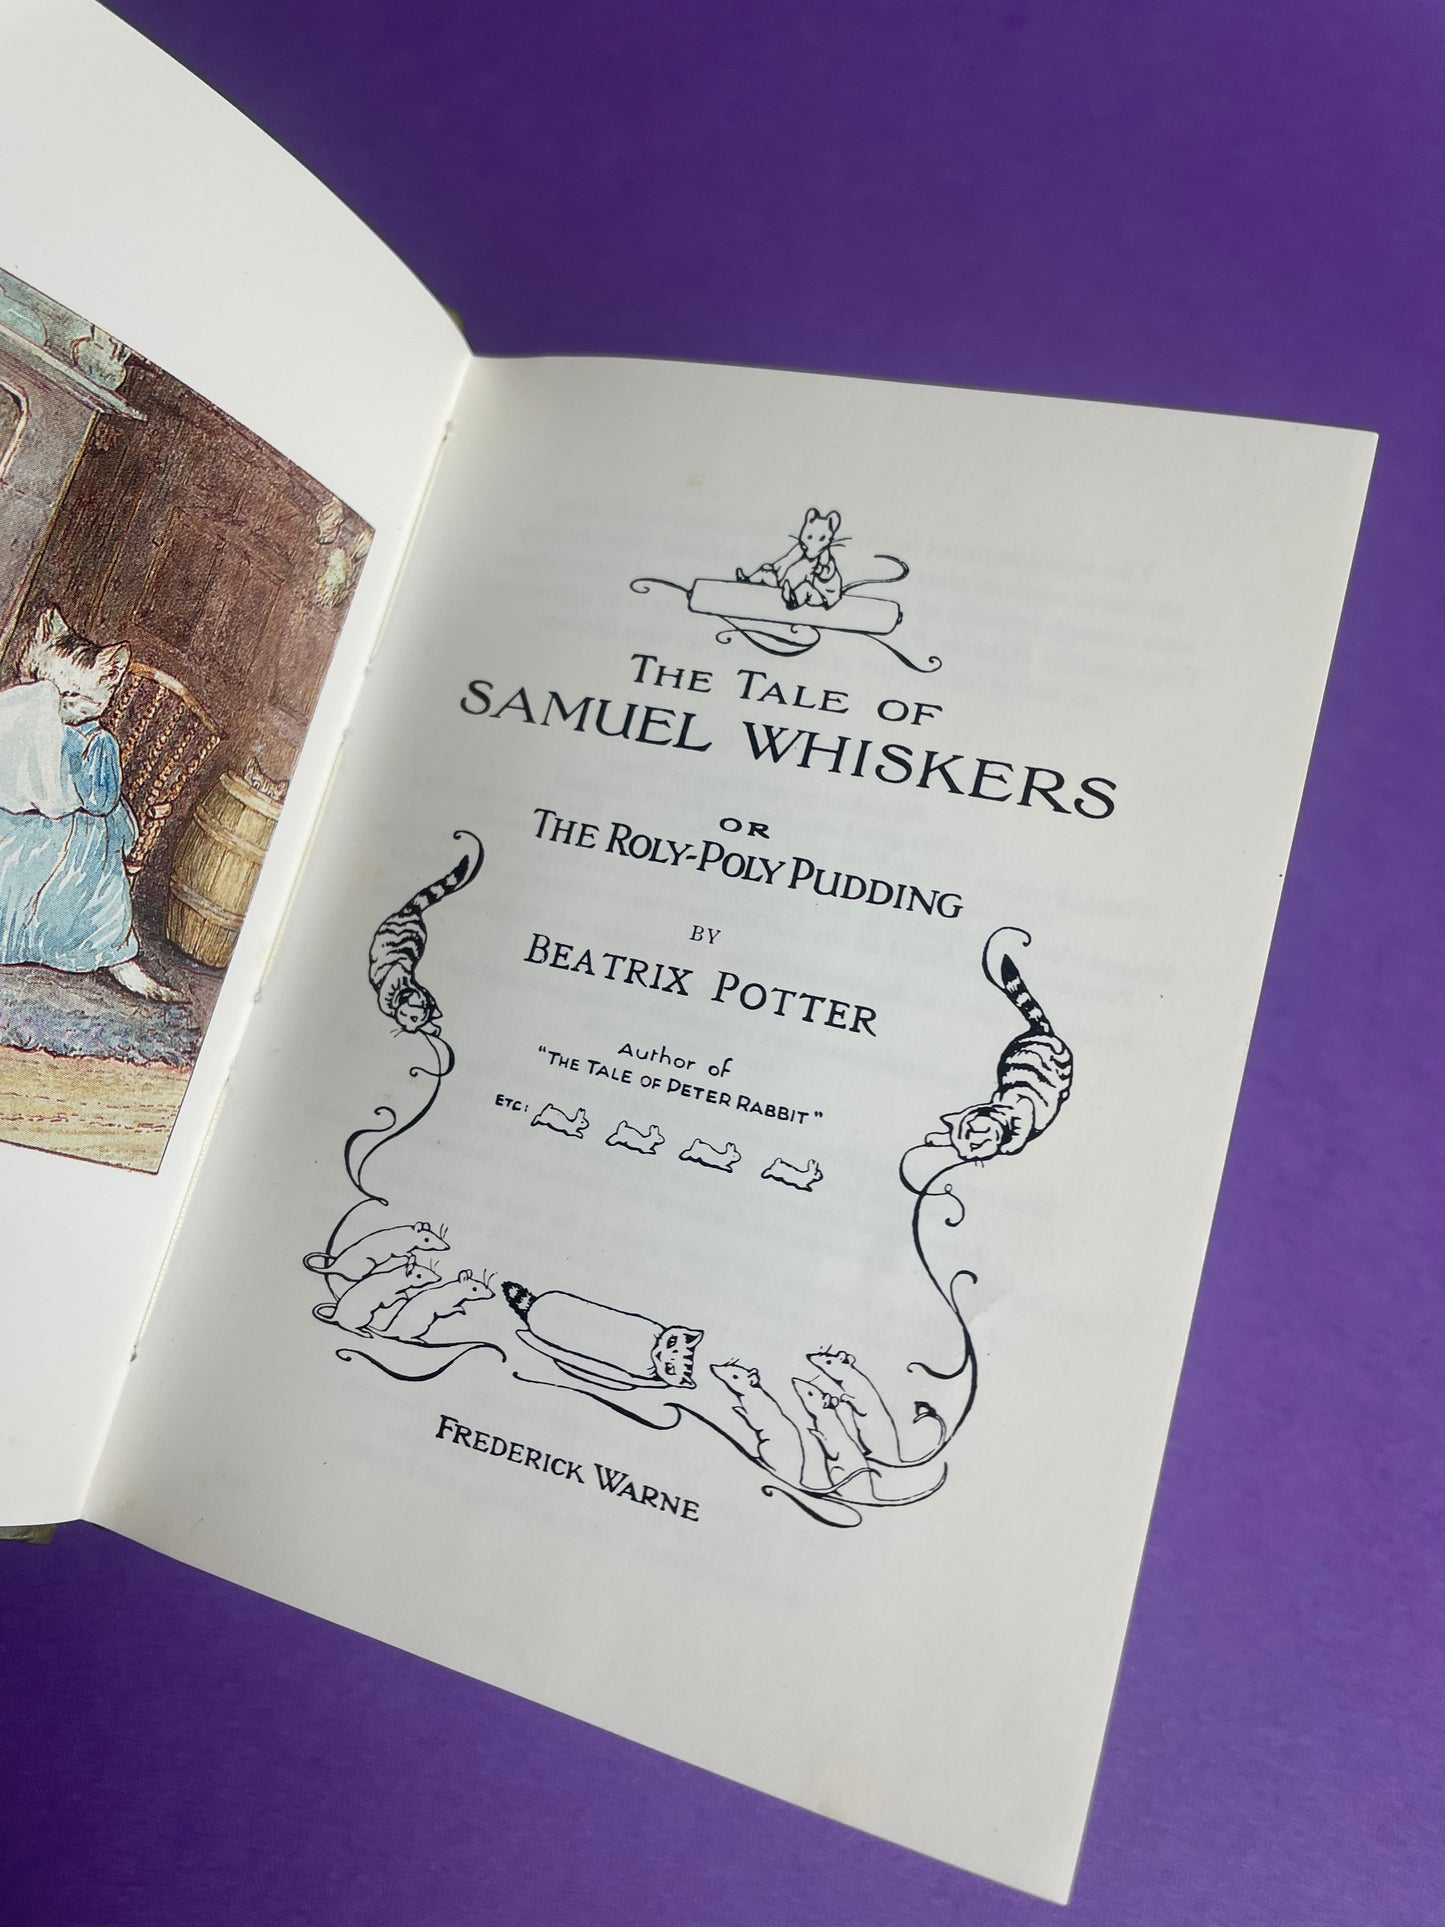 THE TALE OF
SAMUEL WHISKERS
OR
THE ROLY-POLY PUDDING
BY
BEATRIX POTTER
Author of
"THE TALE OF PETER RABBIT"
ETC:
FREDERICK WARNE